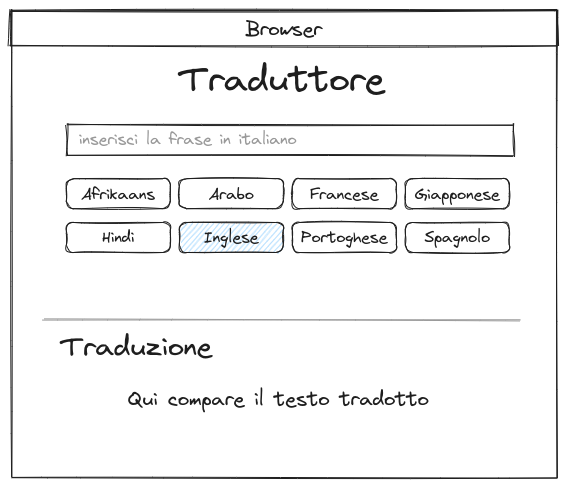 Browser
Traduttore
inserisci la frase in italiano
Afrikaans Arabo Francese Giapponese
Hindi Inglese Portoghese Spagnolo
Traduzione
Qui compare il testo tradotto